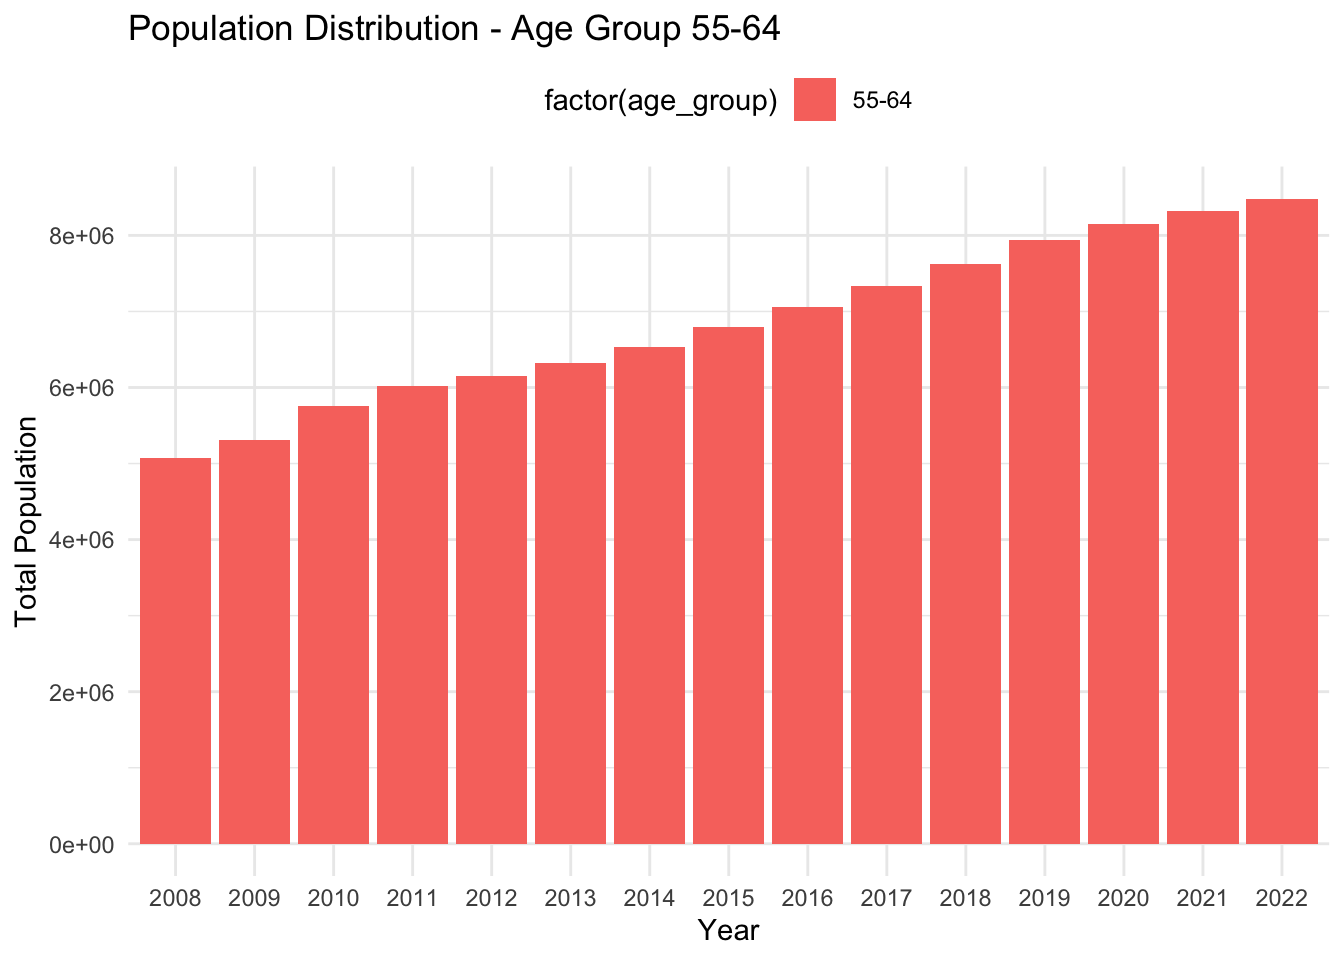 Population Distribution - Age Group 55-64
factor(age_group) 55-64
Total Population
8e+06
6e+06
4e+06
2e+06
0e+00
2008 2009 2010 2011 2012 2013 2014 2015 2016 2017 2018 2019 2020 2021 2022
Year